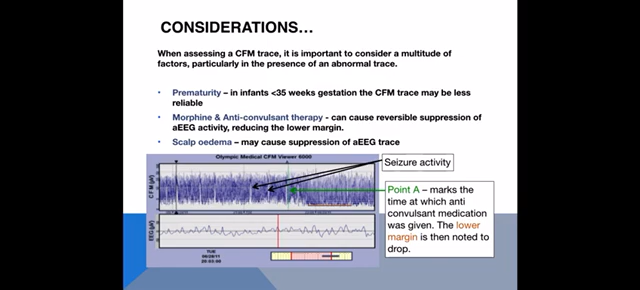 CONSIDERATIONS…
When assessing a CFM trace, it is important to consider a multitude of
factors, particularly in the presence of an abnormal trace.
• Prematurity – in infants <35 weeks gestation the CFM trace may be less
reliable
• Morphine & Anti-convulsant therapy - can cause reversible suppression of
aEEG activity, reducing the lower margin.
• Scalp oedema – may cause suppression of aEEG trace
Olympic Medical CFM Viewer 6000
Seizure activity
CFM (µV)
Point A – marks the
time at which anti
convulsant medication
was given. The lower
margin is then noted to
drop.
EEG (µV)
TUE